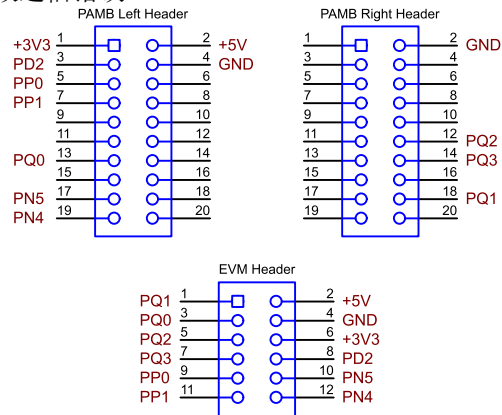 PAMB Left Header
+3V3 1 2 +5V
PD2 3 4 GND
PP0 5 6
PP1 7 8
9 10
11 12
PQ0 13 14
15 16
PN5 17 18
PN4 19 20
PAMB Right Header
1 2 GND
3 4
5 6
7 8
9 10
11 12 PQ2
13 14 PQ3
15 16
17 18 PQ1
19 20
EVM Header
PQ1 1 2 +5V
PQ0 3 4 GND
PQ2 5 6 +3V3
PQ3 7 8 PD2
PP0 9 10 PN5
PP1 11 12 PN4